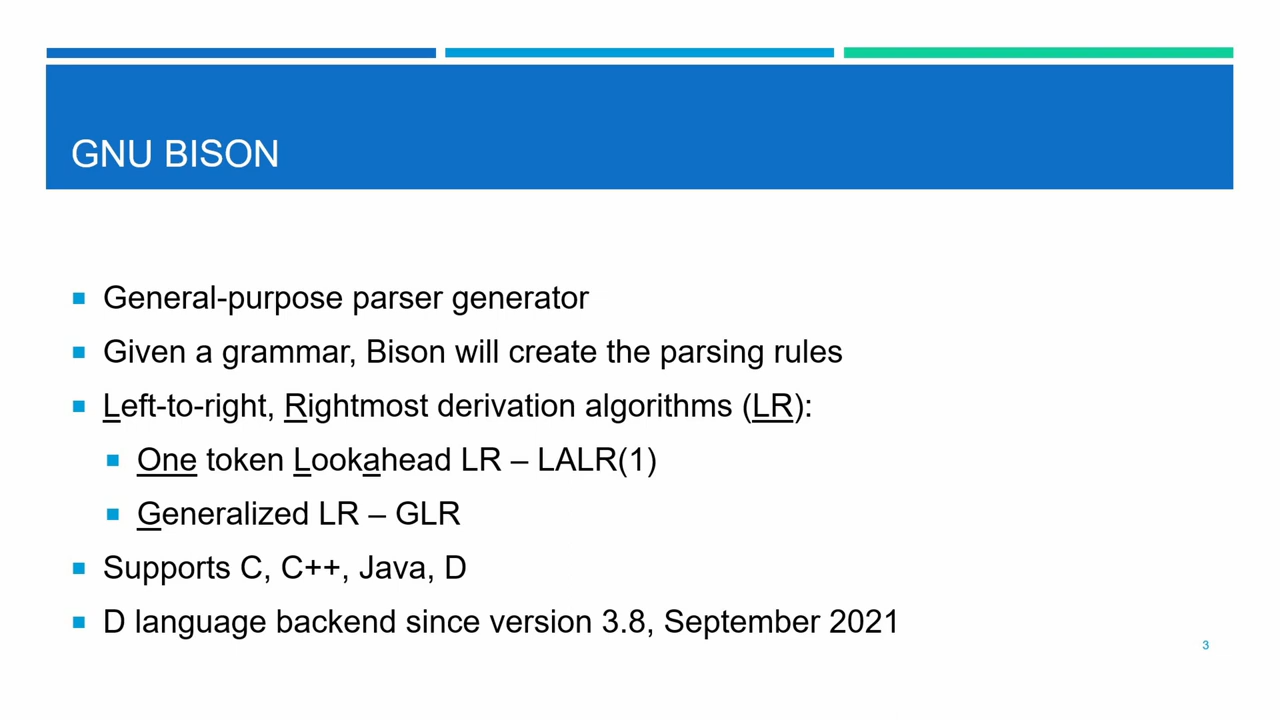 GNU BISON
General-purpose parser generator
Given a grammar, Bison will create the parsing rules
Left-to-right, Rightmost derivation algorithms (LR):
One token Lookahead LR – LALR(1)
Generalized LR – GLR
Supports C, C++, Java, D
D language backend since version 3.8, September 2021
3